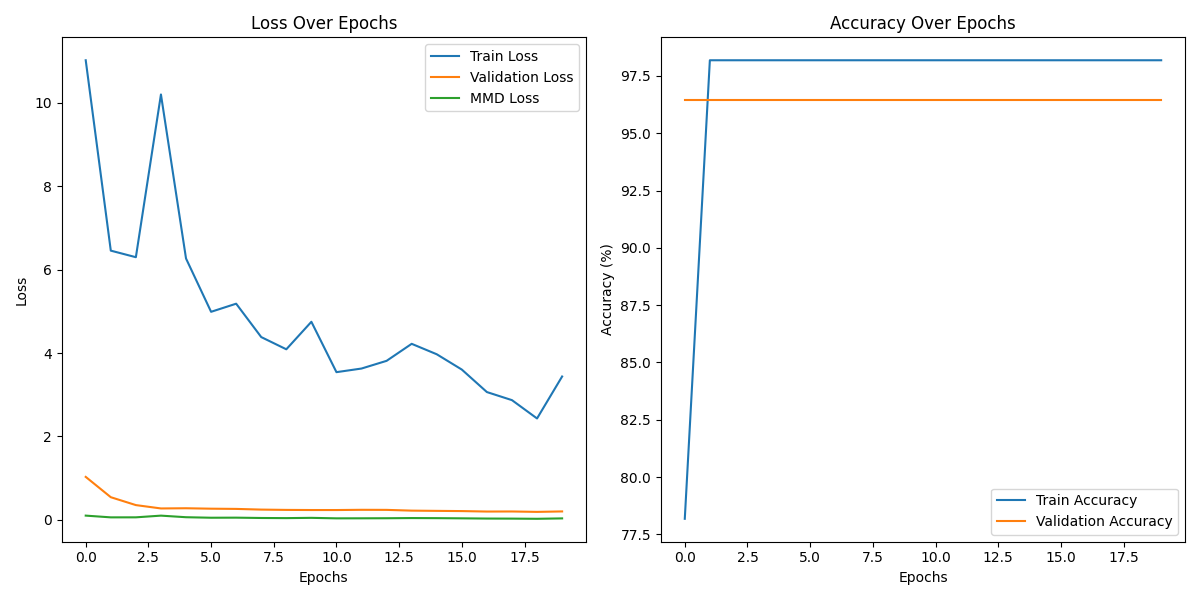 Loss Over Epochs
Train Loss
Validation Loss
MMD Loss
10
8
6
4
2
0
Loss
0.0 2.5 5.0 7.5 10.0 12.5 15.0 17.5
Epochs
Accuracy Over Epochs
97.5
95.0
92.5
90.0
87.5
85.0
82.5
80.0
77.5
Accuracy (%)
Train Accuracy
Validation Accuracy
0.0 2.5 5.0 7.5 10.0 12.5 15.0 17.5
Epochs